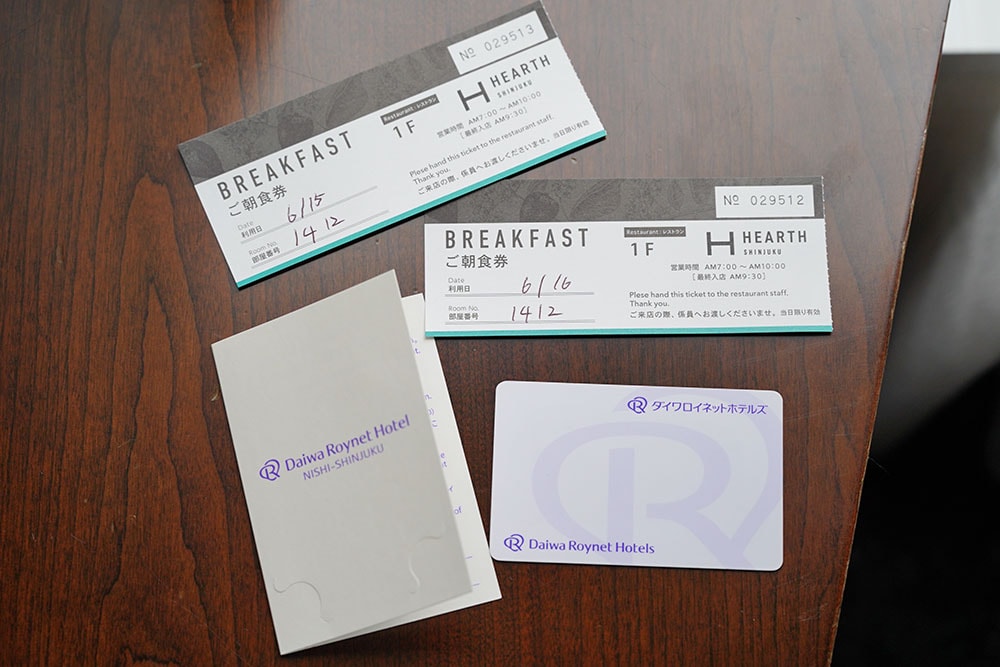 Nº 029513
BREAKFAST
ご朝食券
Restaurant:レストラン
1F
HEARTH
SHINJUKU
営業時間 AM7:00 ～ AM10:00
[最終入店 AM9:30]
Date
利用日
6/15
Room No.
部屋番号
1412
Please hand this ticket to the restaurant staff.
Thank you.
ご来店の際、係員へお渡しくださいませ。当日限り有効
Nº 029512
BREAKFAST
ご朝食券
Restaurant:レストラン
1F
HEARTH
SHINJUKU
営業時間 AM7:00 ～ AM10:00
[最終入店 AM9:30]
Date
利用日
6/16
Room No.
部屋番号
1412
Please hand this ticket to the restaurant staff.
Thank you.
ご来店の際、係員へお渡しくださいませ。当日限り有効
Daiwa Roynet Hotel
NISHI-SHINJUKU
of
ダイワロイネットホテルズ
Daiwa Roynet Hotels